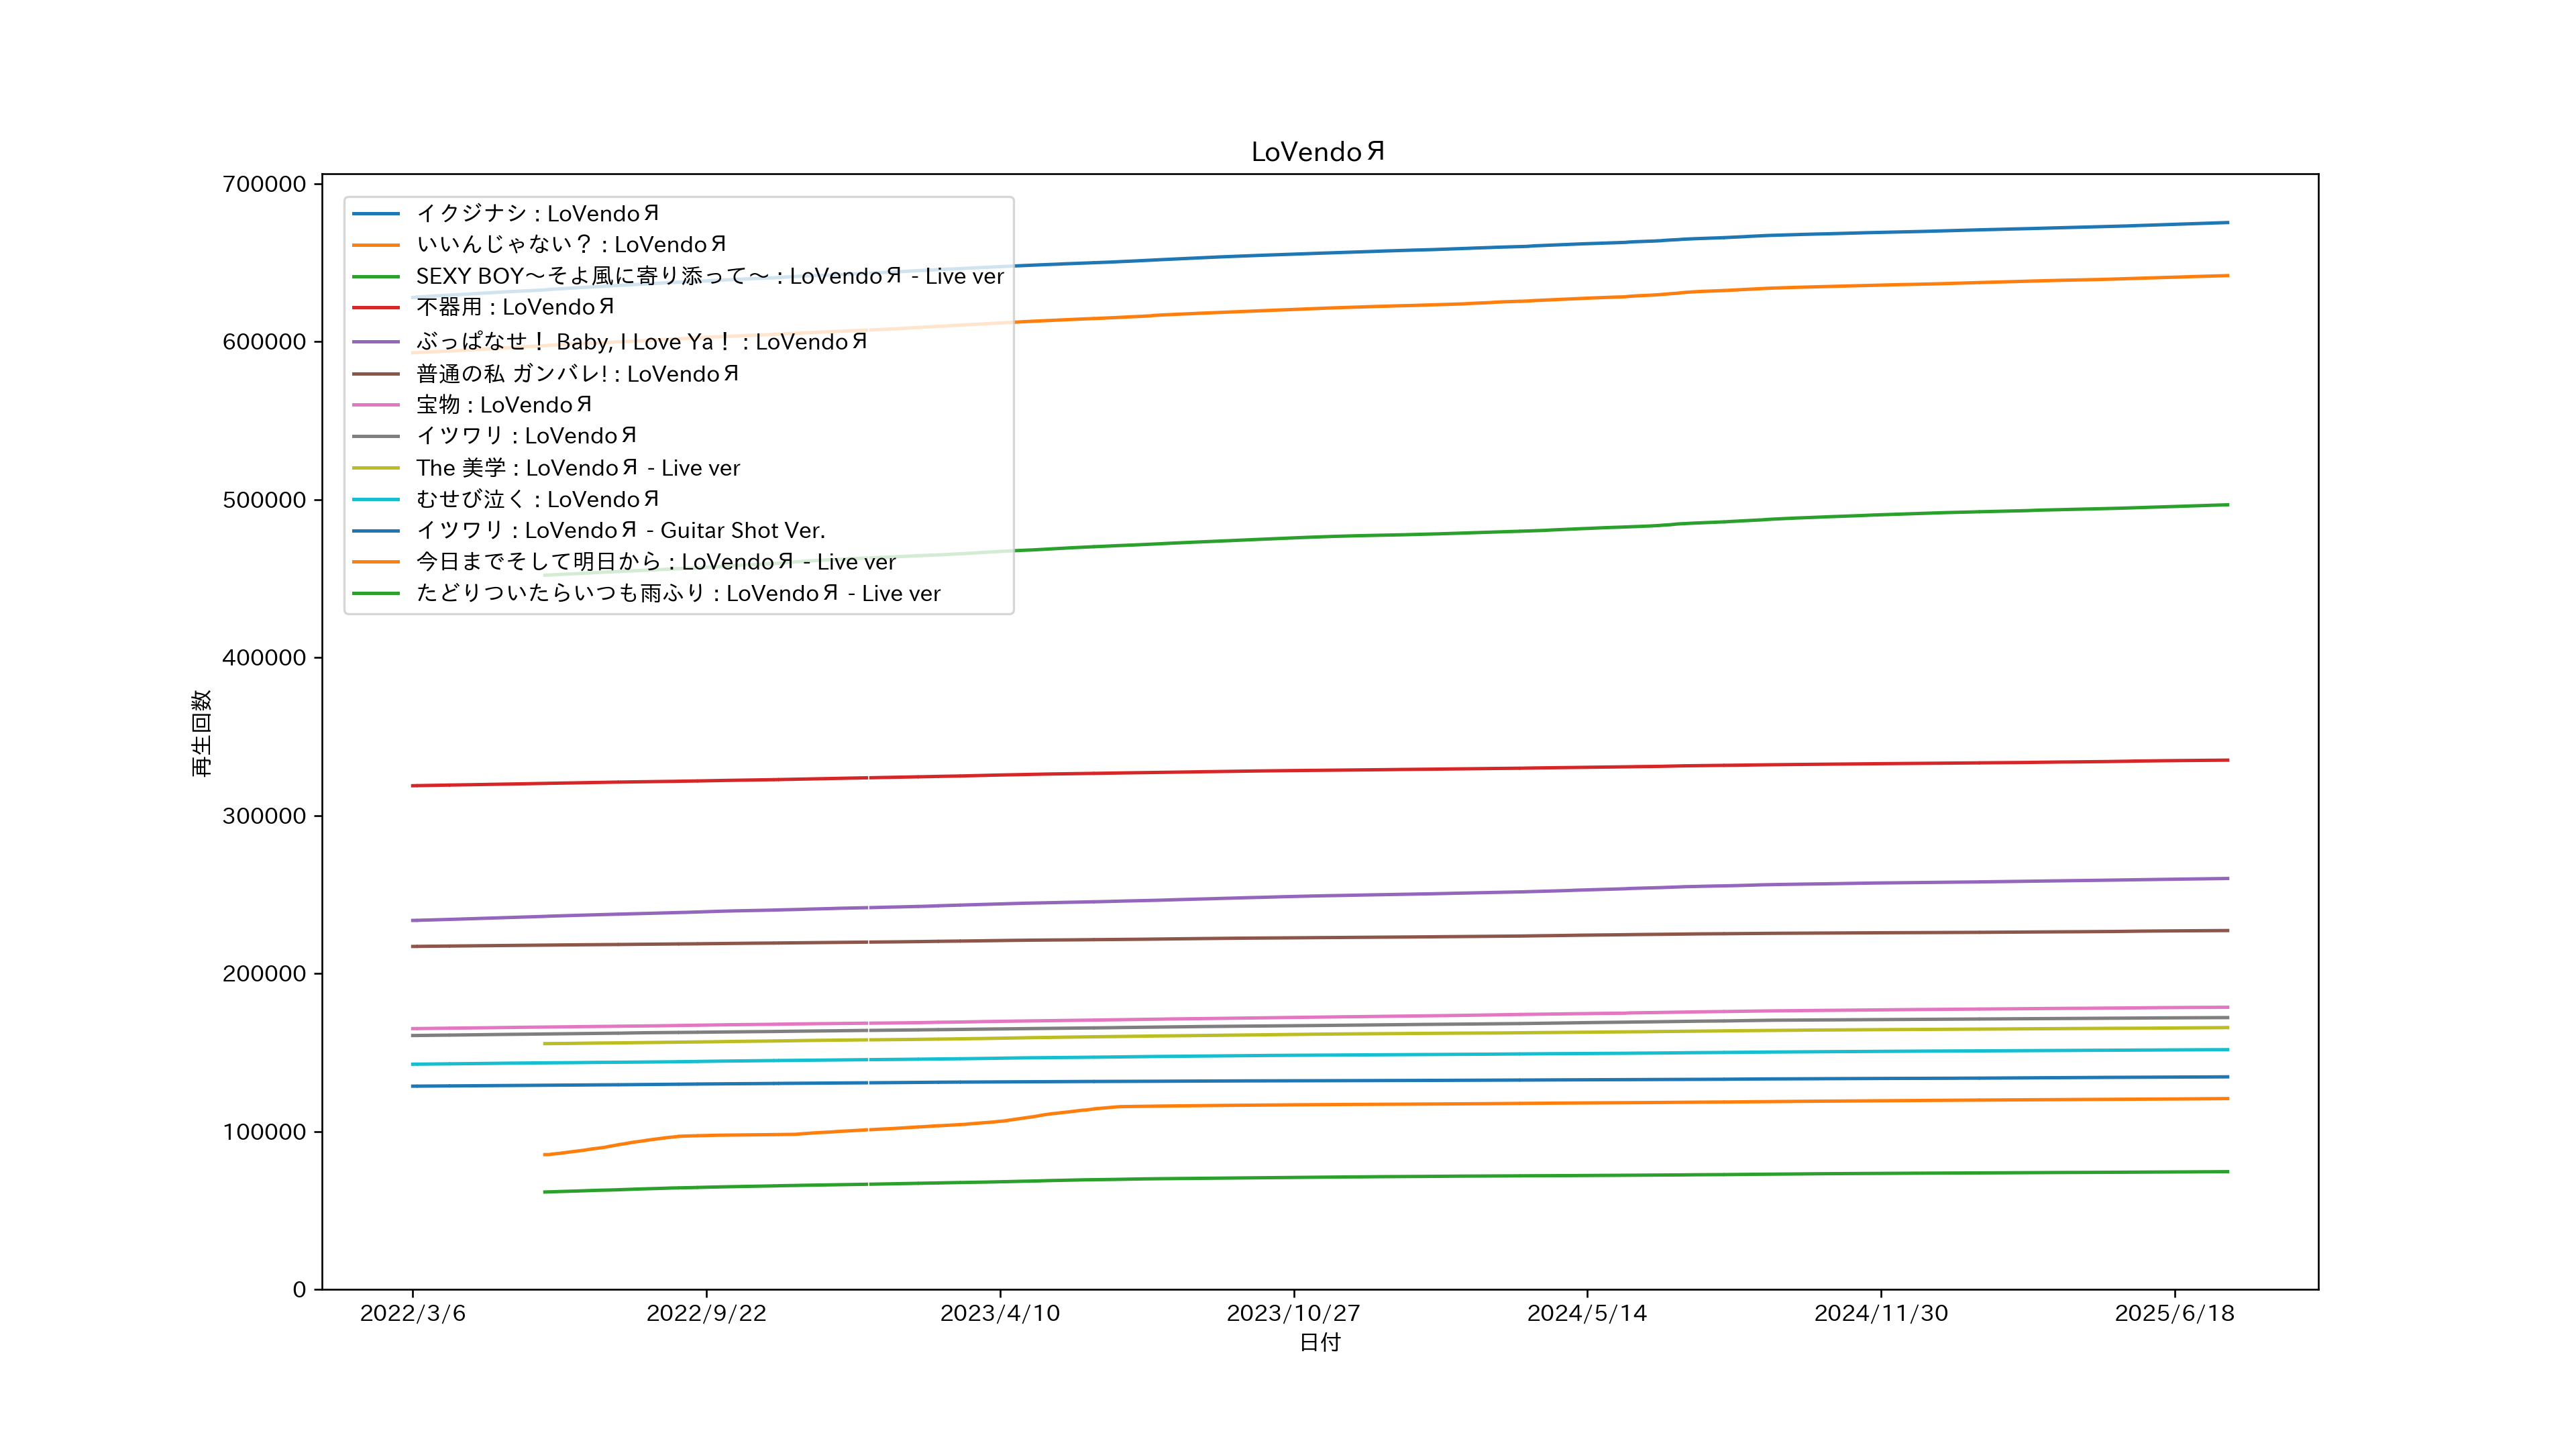 LoVendoЯ
700000
600000
500000
400000
300000
200000
100000
0
再生回数
イクジナシ : LoVendoЯ
いいんじゃない？ : LoVendoЯ
SEXY BOY～そよ風に寄り添って～ : LoVendoЯ - Live ver
不器用 : LoVendoЯ
ぶっぱなせ！ Baby, I Love Ya！ : LoVendoЯ
普通の私 ガンバレ! : LoVendoЯ
宝物 : LoVendoЯ
イツワリ : LoVendoЯ
The 美学 : LoVendoЯ - Live ver
むせび泣く : LoVendoЯ
イツワリ : LoVendoЯ - Guitar Shot Ver.
今日までそして明日から : LoVendoЯ - Live ver
たどりついたらいつも雨ふり : LoVendoЯ - Live ver
2022/3/6 2022/9/22 2023/4/10 2023/10/27 2024/5/14 2024/11/30 2025/6/18
日付